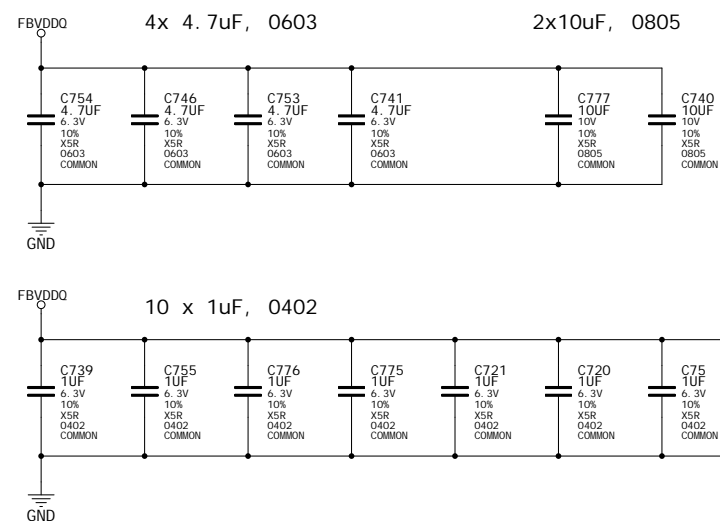 FBVDDQ
4x 4.7uF, 0603
2x10uF, 0805
C754
4.7UF
6.3V
10%
X5R
0603
COMMON
C746
4.7UF
6.3V
10%
X5R
0603
COMMON
C753
4.7UF
6.3V
10%
X5R
0603
COMMON
C741
4.7UF
6.3V
10%
X5R
0603
COMMON
C777
10UF
10V
10%
X5R
0805
COMMON
C740
10UF
10V
10%
X5R
0805
COMMON
GND
FBVDDQ
10 x 1uF, 0402
C739
1UF
6.3V
10%
X5R
0402
COMMON
C755
1UF
6.3V
10%
X5R
0402
COMMON
C776
1UF
6.3V
10%
X5R
0402
COMMON
C775
1UF
6.3V
10%
X5R
0402
COMMON
C721
1UF
6.3V
10%
X5R
0402
COMMON
C720
1UF
6.3V
10%
X5R
0402
COMMON
C75
1UF
6.3V
10%
X5R
0402
COMMON
GND